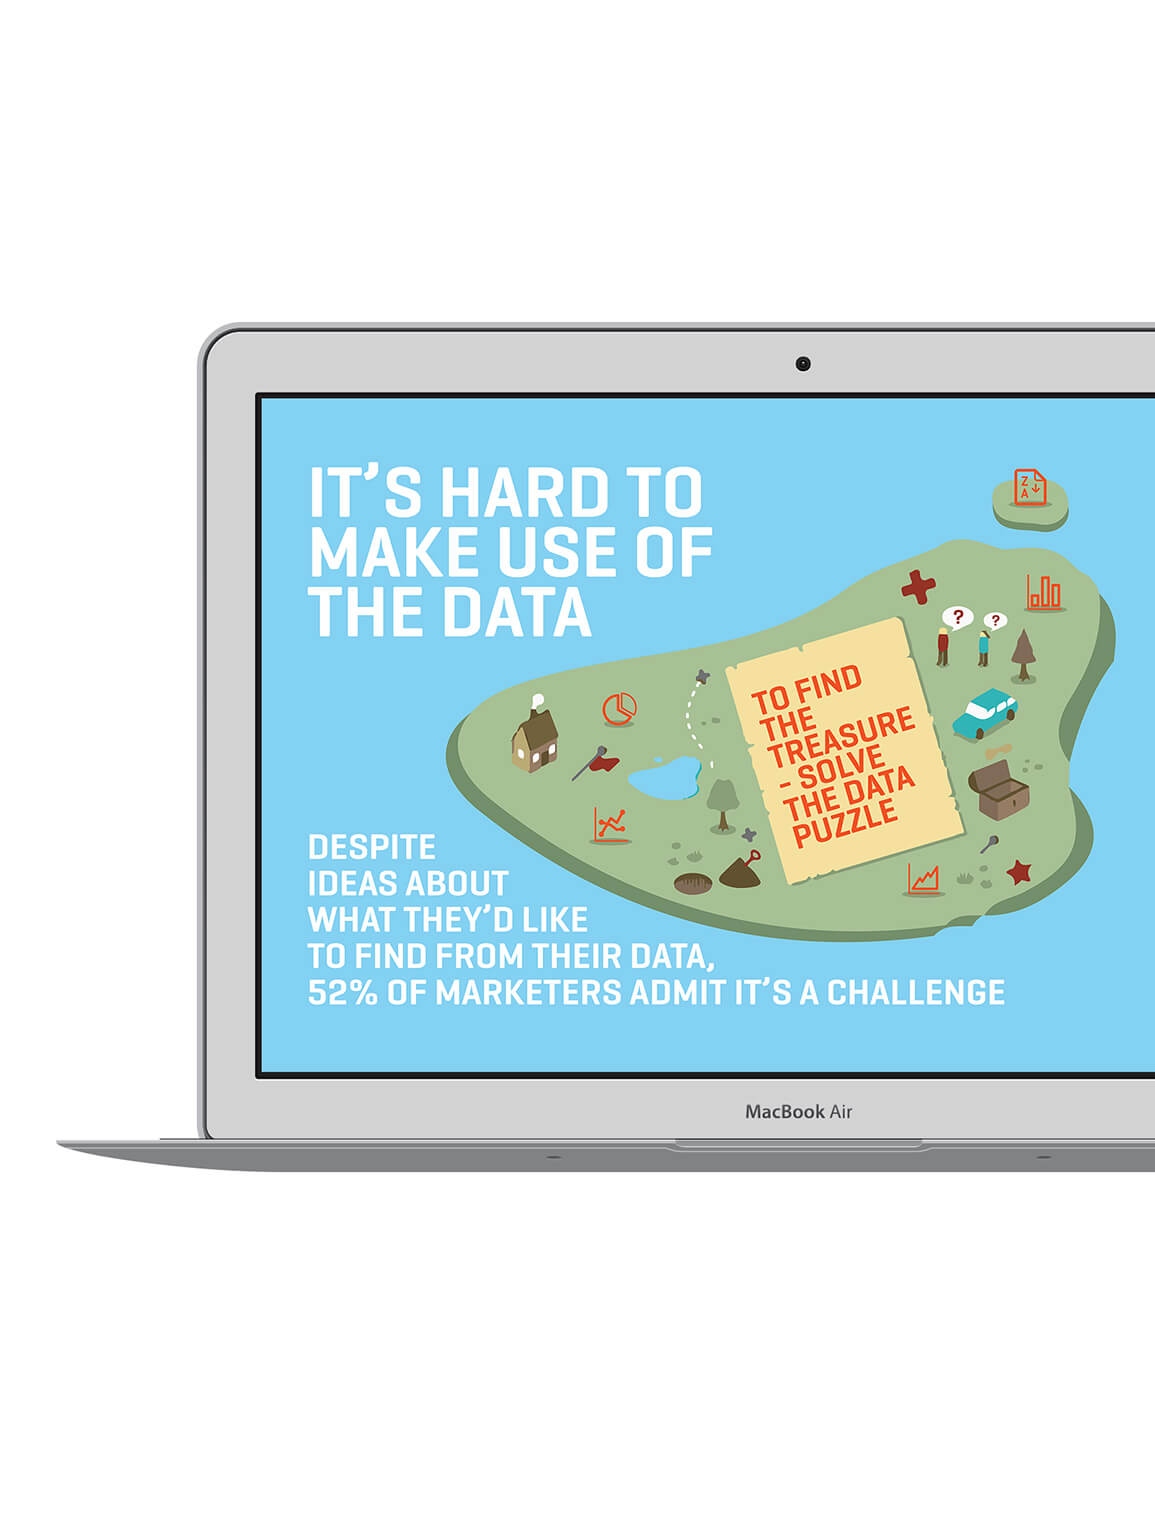 IT'S HARD TO
MAKE USE OF
THE DATA
Z
A
?
?
TO FIND
THE
TREASURE
- SOLVE
THE DATA
PUZZLE
DESPITE
IDEAS ABOUT
WHAT THEY'D LIKE
TO FIND FROM THEIR DATA,
52% OF MARKETERS ADMIT IT'S A CHALLENGE
MacBook Air